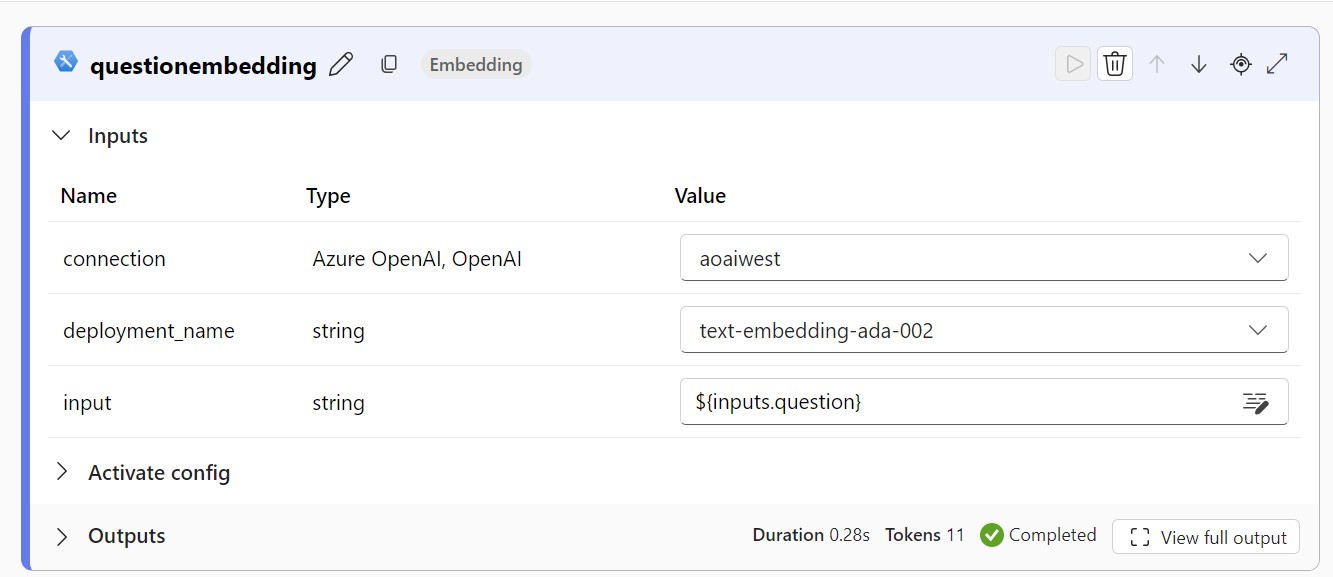 questionembedding Embedding
Inputs
Name Type Value
connection Azure OpenAI, OpenAI aoaiwest
deployment_name string text-embedding-ada-002
input string ${inputs.question}
Activate config
Outputs Duration 0.28s Tokens 11 Completed View full output